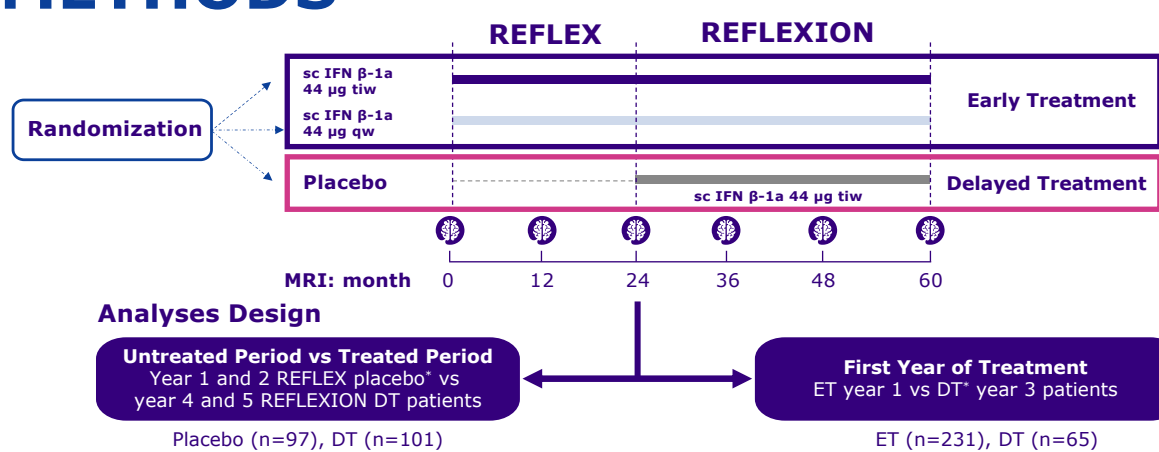 METHODS
REFLEX
REFLEXION
sc IFN β-1a
44 µg tiw
Early Treatment
Randomization
sc IFN β-1a
44 µg qw
Placebo
sc IFN β-1a 44 µg tiw
Delayed Treatment
MRI: month 0 12 24 36 48 60
Analyses Design
Untreated Period vs Treated Period
Year 1 and 2 REFLEX placebo* vs
year 4 and 5 REFLEXION DT patients
Placebo (n=97), DT (n=101)
First Year of Treatment
ET year 1 vs DT* year 3 patients
ET (n=231), DT (n=65)